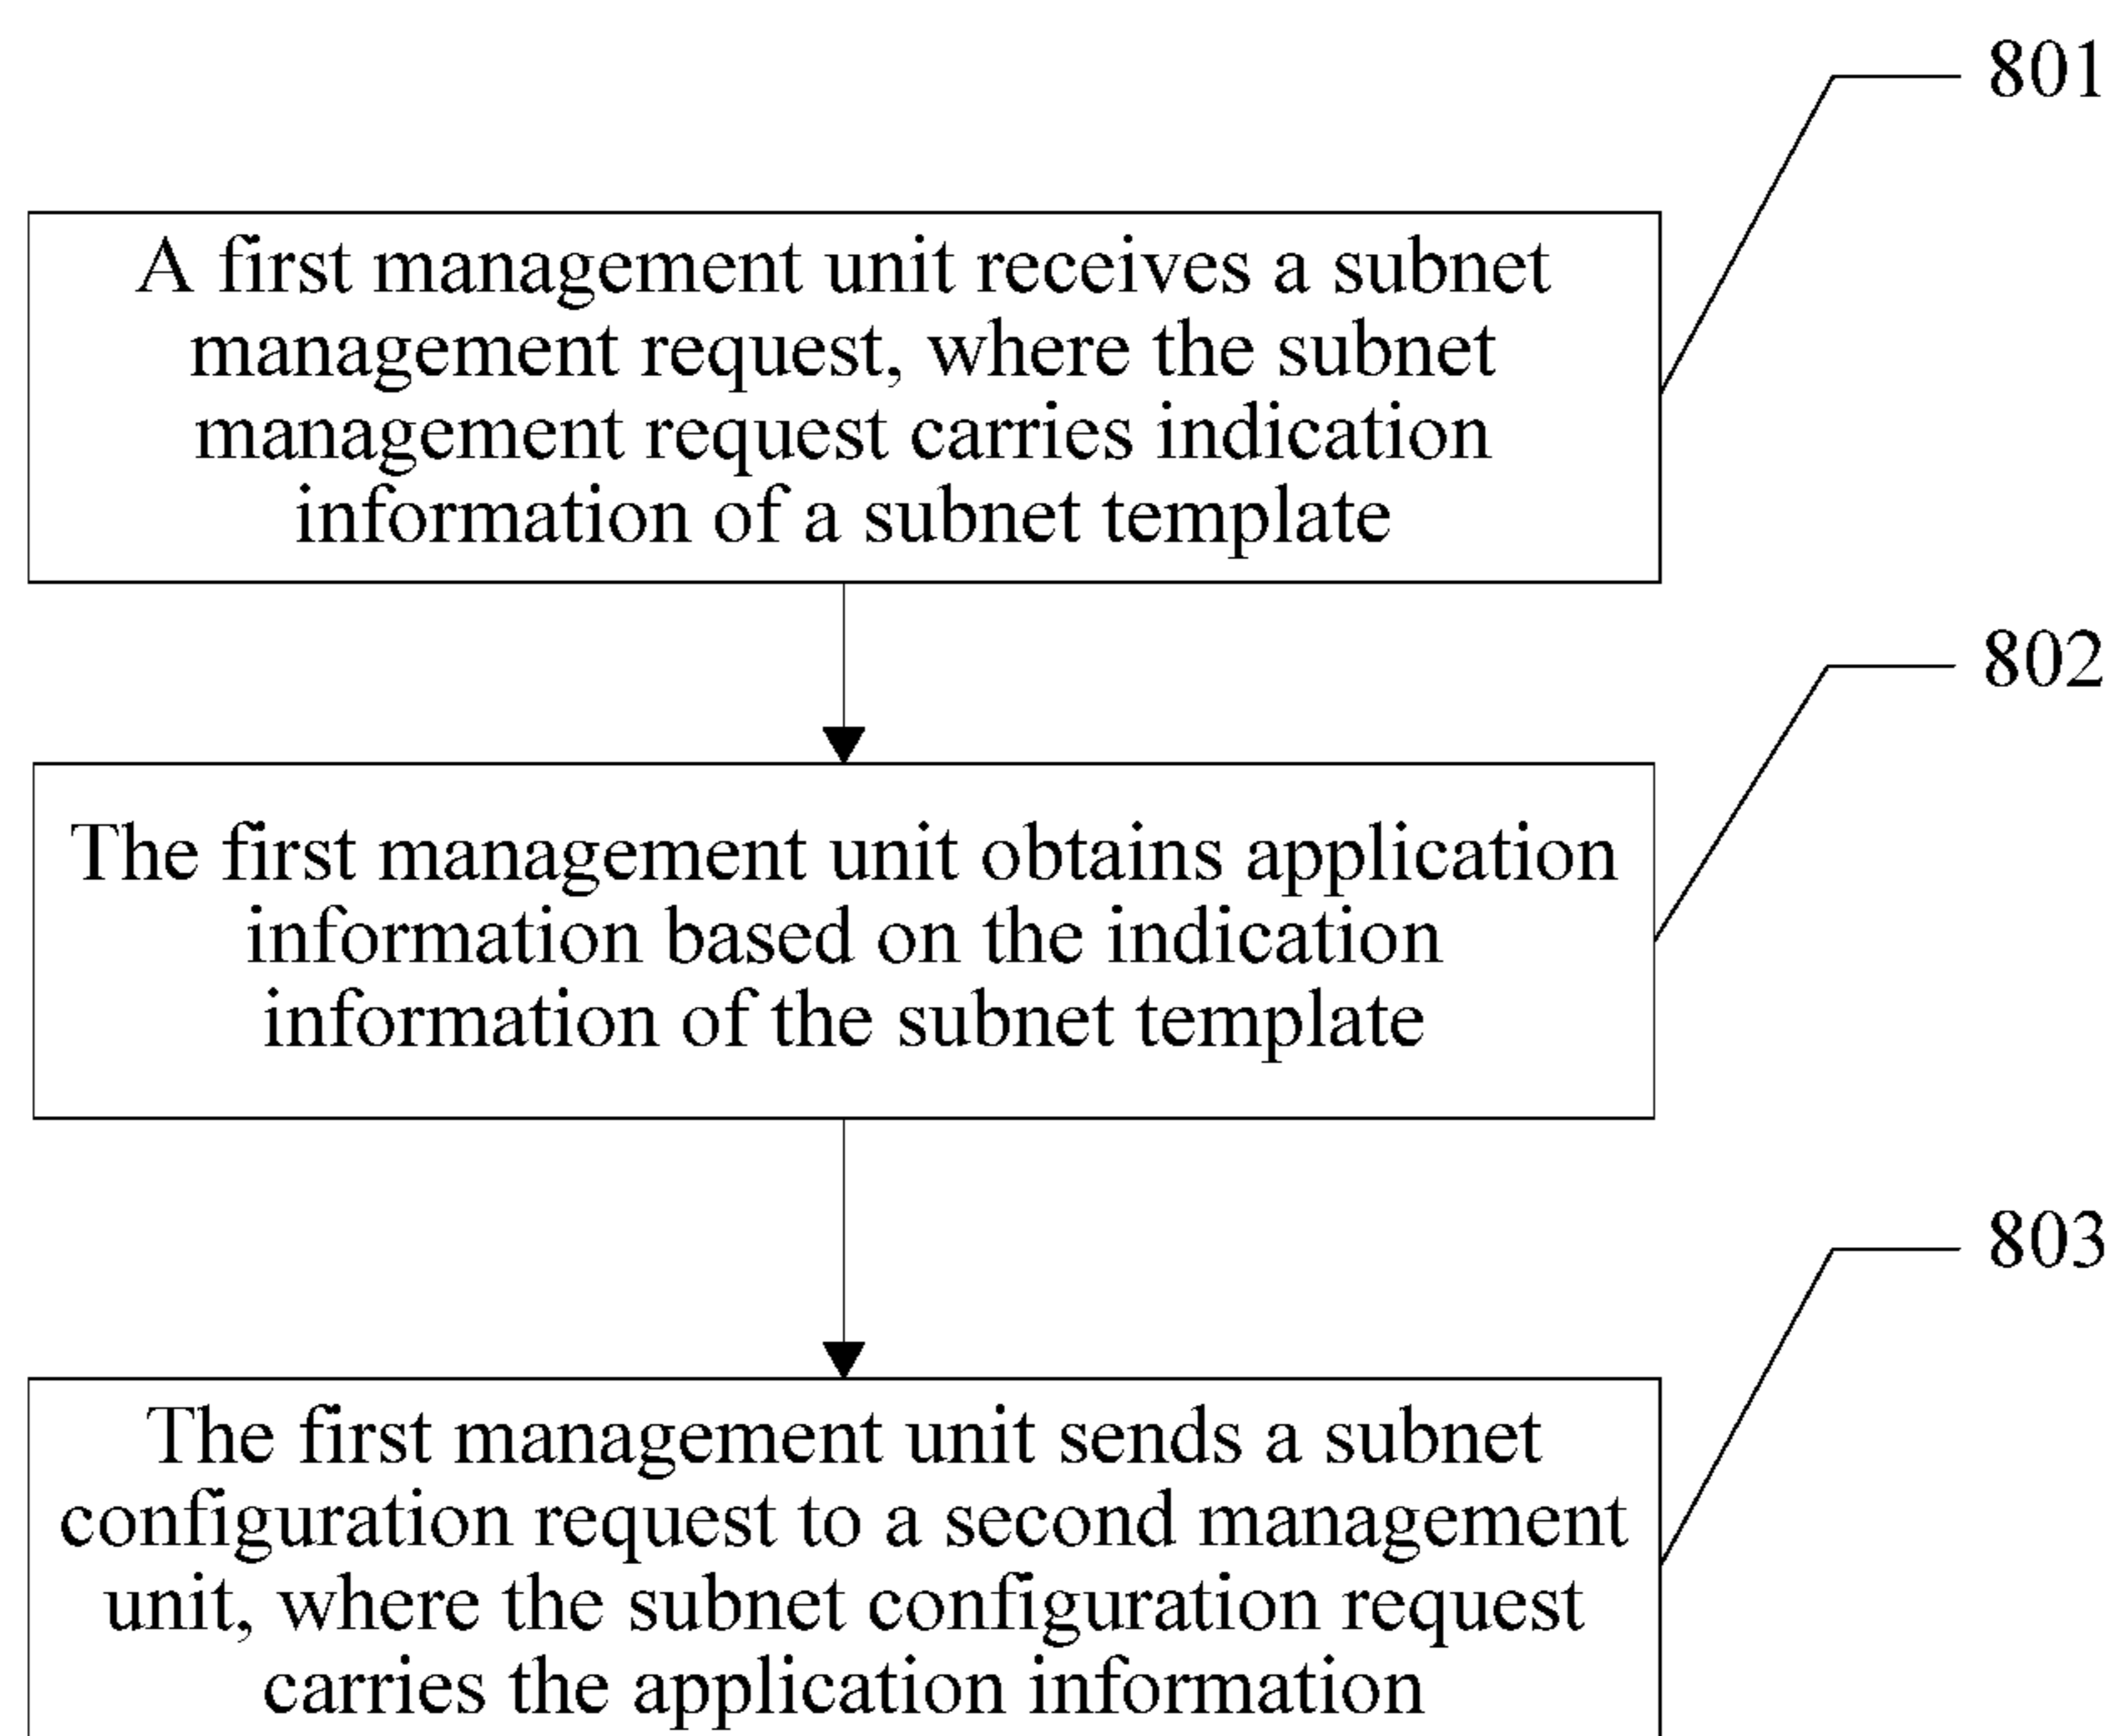 801
A first management unit receives a subnet
management request, where the subnet
management request carries indication
information of a subnet template
802
The first management unit obtains application
information based on the indication
information of the subnet template
803
The first management unit sends a subnet
configuration request to a second management
unit, where the subnet configuration request
carries the application information